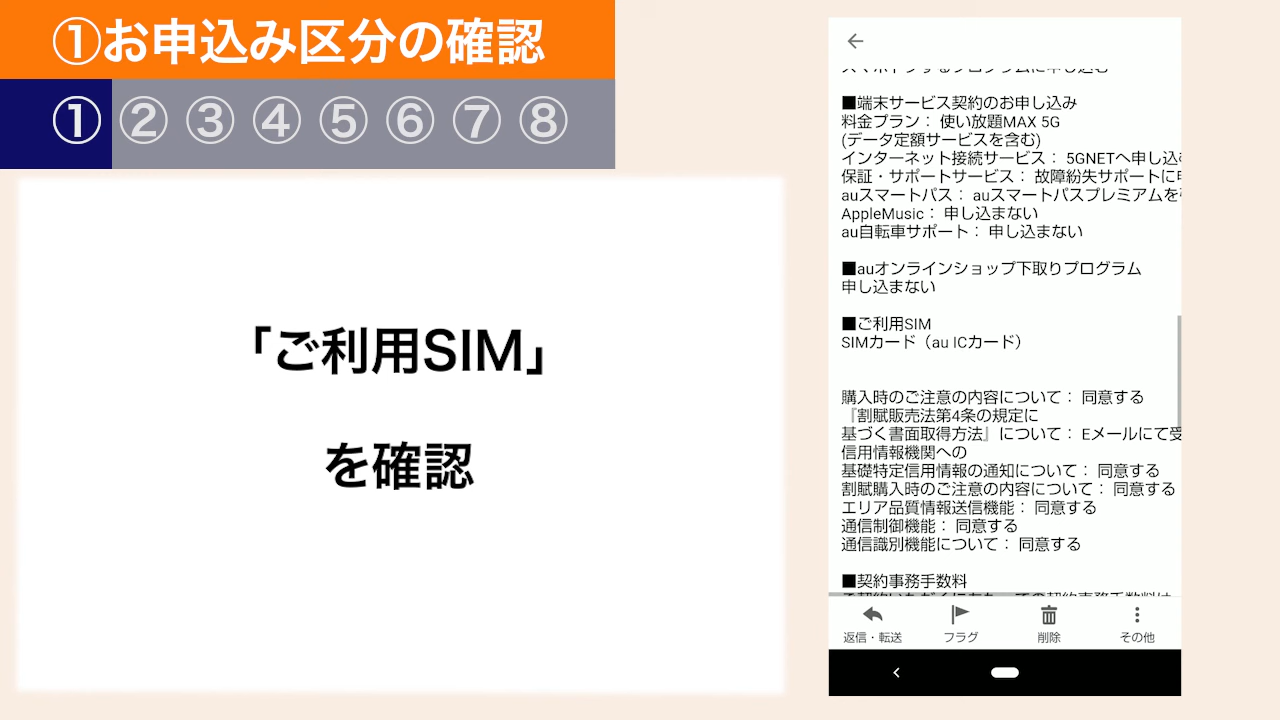 ①お申込み区分の確認
① ② ③ ④ ⑤ ⑥ ⑦ ⑧
「ご利用SIM」
を確認
■端末サービス契約のお申し込み
料金プラン： 使い放題MAX 5G
(データ定額サービスを含む)
インターネット接続サービス： 5GNETへ申し込
保証・サポートサービス： 故障紛失サポートに
auスマートパス： auスマートパスプレミアムを
AppleMusic： 申し込まない
au自転車サポート： 申し込まない
■auオンラインショップ下取りプログラム
申し込まない
■ご利用SIM
SIMカード（au ICカード）
購入時のご注意の内容について： 同意する
『割賦販売法第4条の規定に
基づく書面取得方法』について： Eメールにて受
信用情報機関への
基礎特定信用情報の通知について： 同意する
割賦購入時のご注意の内容について： 同意する
エリア品質情報送信機能： 同意する
通信制御機能： 同意する
通信識別機能について： 同意する
■契約事務手数料
返信・転送 フラグ 削除 その他